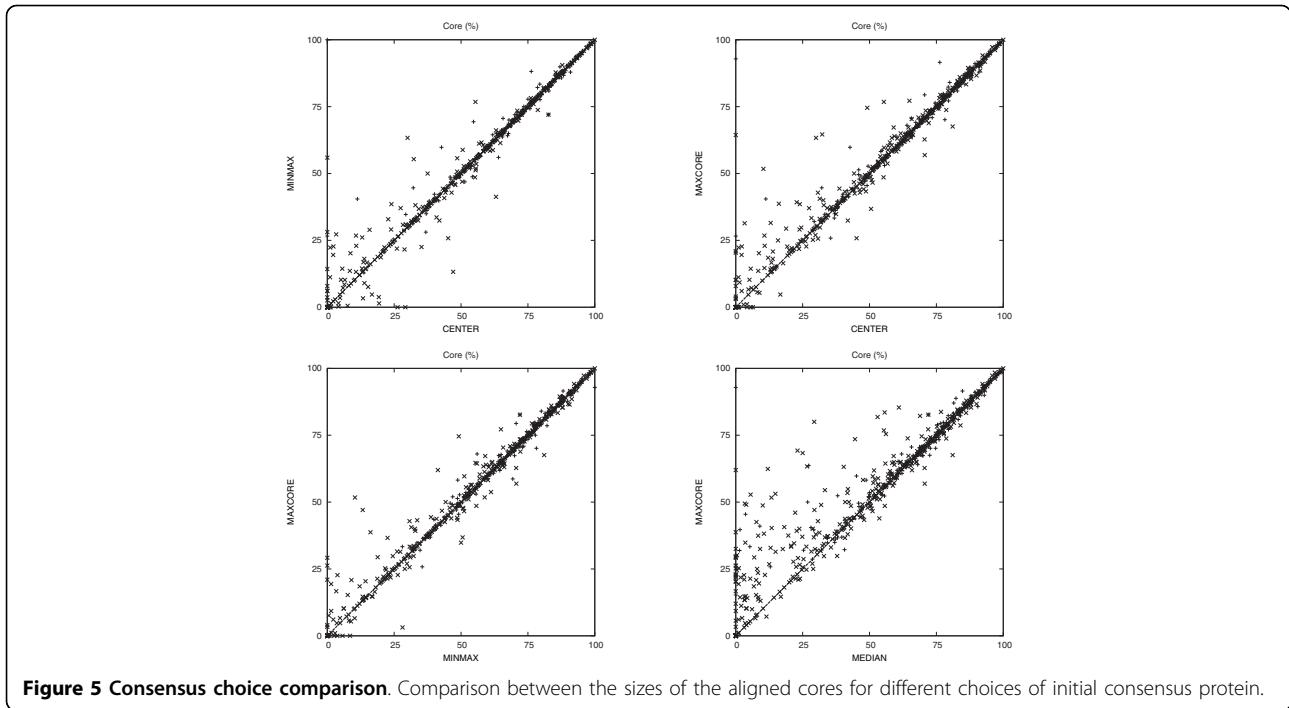 Core (%)
100
75
50
25
0
MINMAX
0 25 50 75 100
CENTER
Core (%)
100
75
50
25
0
MAXCORE
0 25 50 75 100
CENTER
Core (%)
100
75
50
25
0
MAXCORE
0 25 50 75 100
MINMAX
Core (%)
100
75
50
25
0
MAXCORE
0 25 50 75 100
MEDIAN
Figure 5 Consensus choice comparison. Comparison between the sizes of the aligned cores for different choices of initial consensus protein.